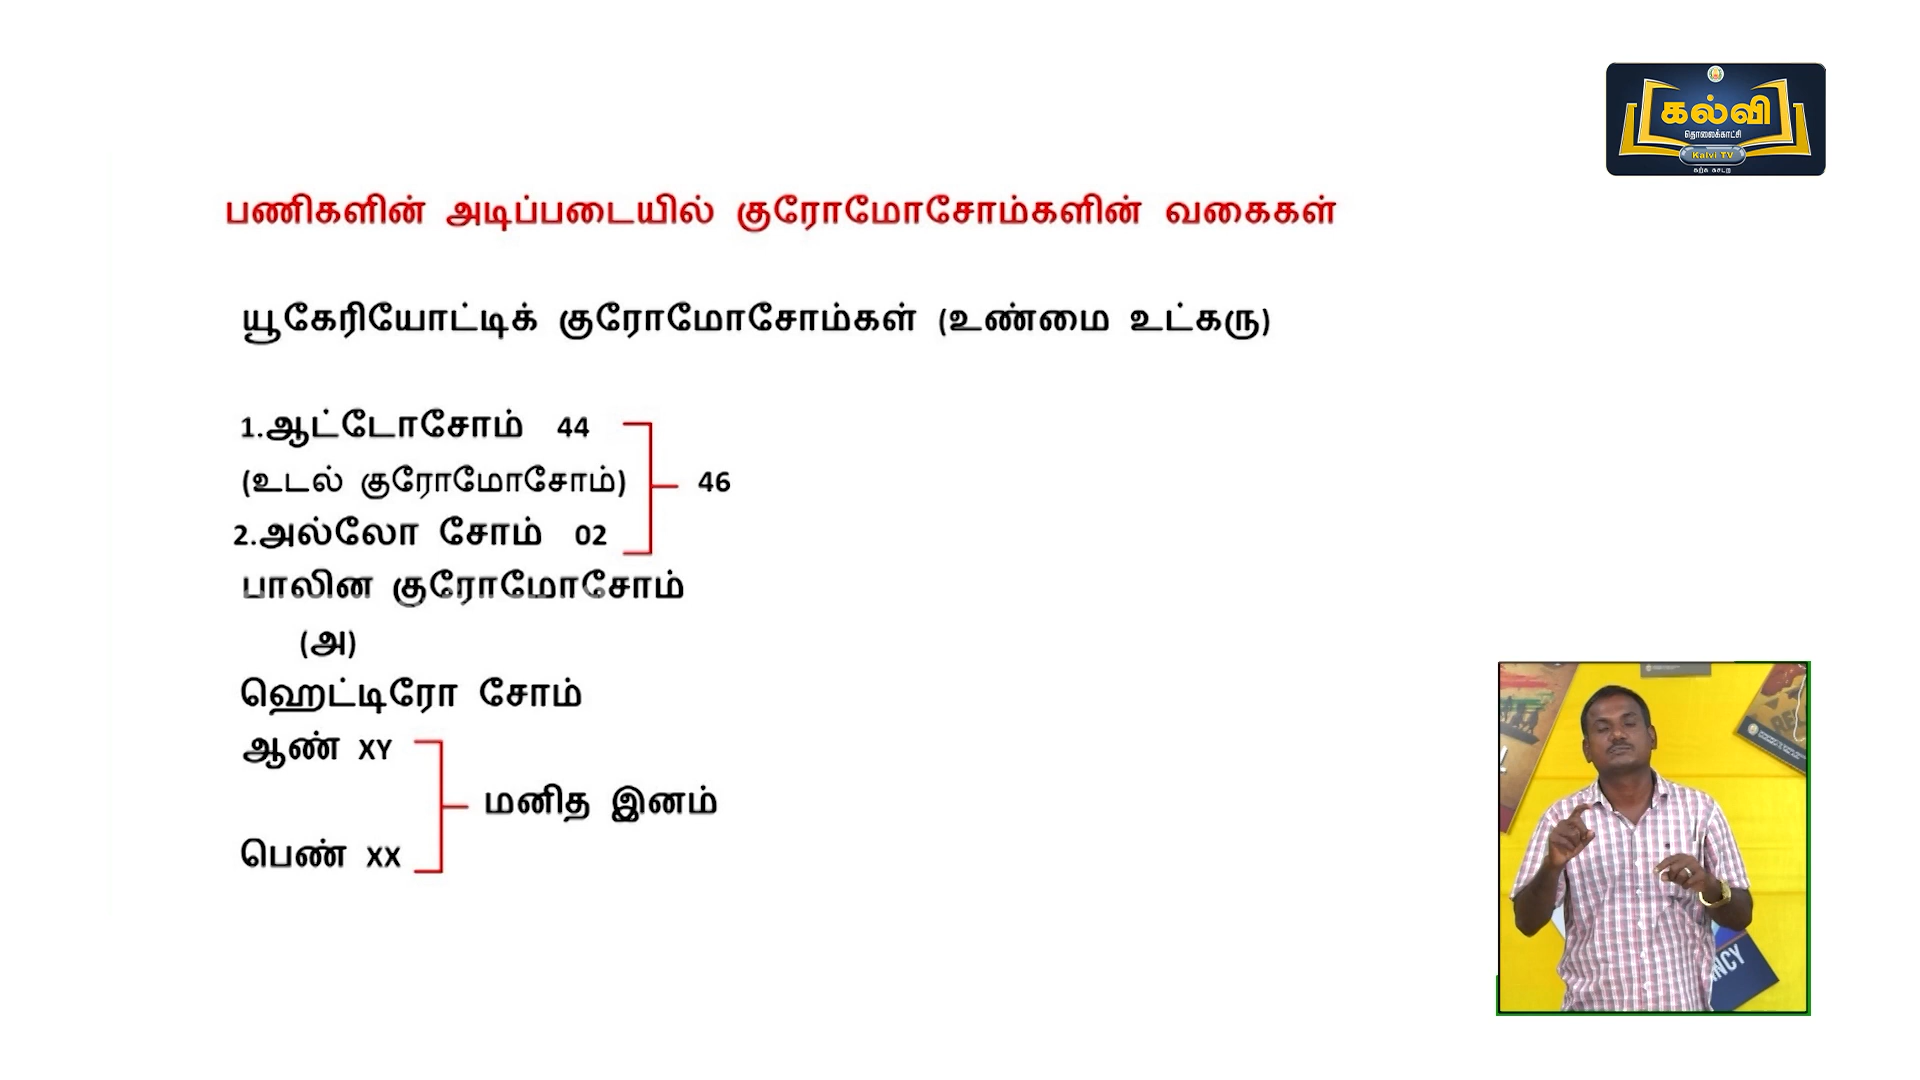 கல்வி
தொலைக்காட்சி
Kalvi TV
பணிகளின் அடிப்படையில் குரோமோசோம்களின் வகைகள்
யூகேரியோட்டிக் குரோமோசோம்கள் (உண்மை உட்கரு)
1.ஆட்டோசோம் 44
(உடல் குரோமோசோம்)
46
2.அல்லோ சோம் 02
பாலின குரோமோசோம்
(அ)
ஹெட்டிரோ சோம்
ஆண் XY
மனித இனம்
பெண் XX